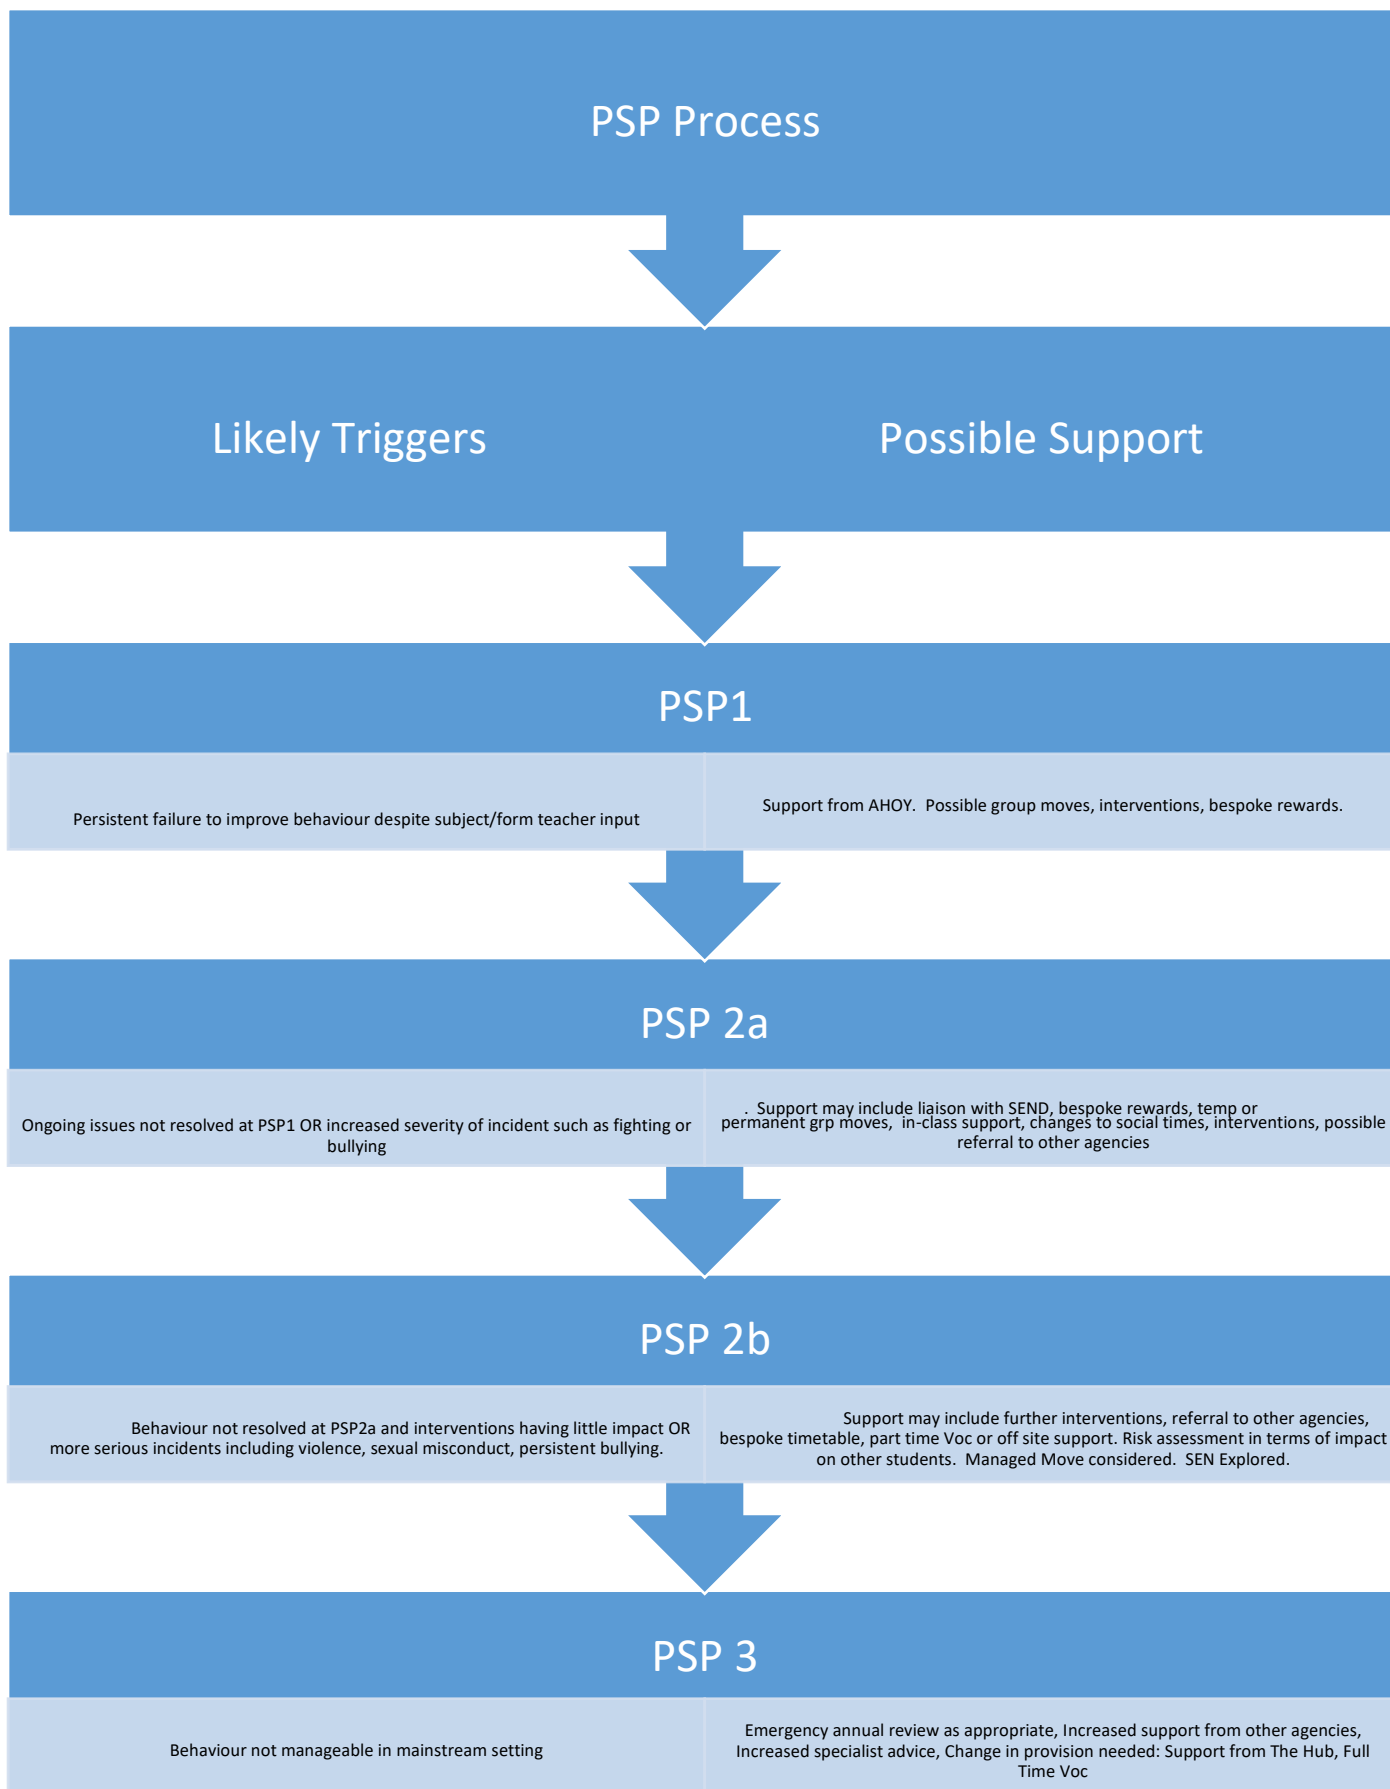 PSP Process
Likely Triggers
Possible Support
PSP1
Persistent failure to improve behaviour despite subject/form teacher input
Support from AHOY.  Possible group moves, interventions, bespoke rewards.
PSP 2a
Ongoing issues not resolved at PSP1 OR increased severity of incident such as fighting or
bullying
.  Support may include liaison with SEND, bespoke rewards, temp or
permanent grp moves,  in-class support, changes to social times, interventions, possible
referral to other agencies
PSP 2b
Behaviour not resolved at PSP2a and interventions having little impact OR
more serious incidents including violence, sexual misconduct, persistent bullying.
Support may include further interventions, referral to other agencies,
bespoke timetable, part time Voc or off site support. Risk assessment in terms of impact
on other students.  Managed Move considered.  SEN Explored.
PSP 3
Behaviour not manageable in mainstream setting
Emergency annual review as appropriate, Increased support from other agencies,
Increased specialist advice, Change in provision needed: Support from The Hub, Full
Time Voc